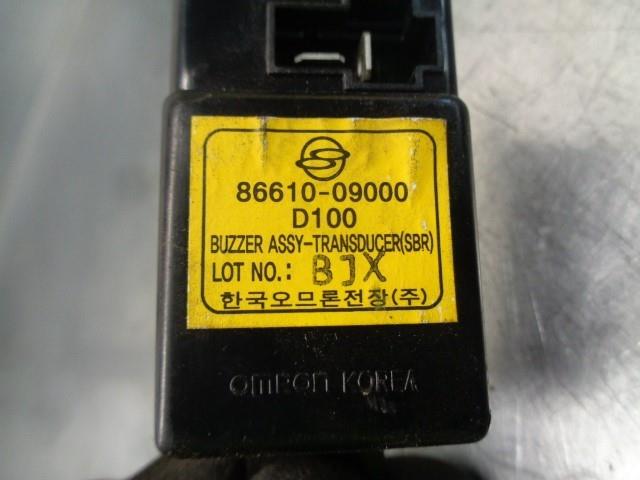 86610-09000
D100
BUZZER ASSY-TRANSDUCER(SBR)
LOT NO.: BJX
한국오므론전장(주)
OMRON KOREA